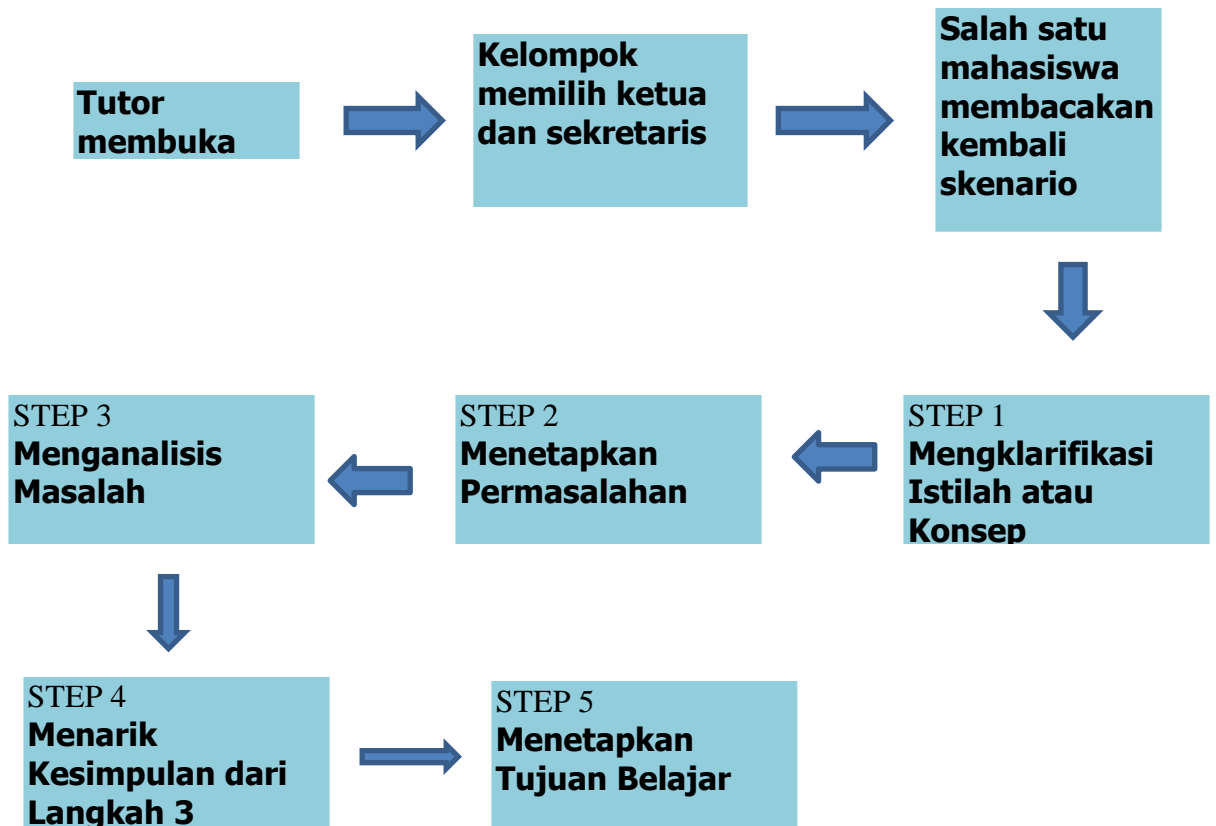 Tutor
membuka
Kelompok
memilih ketua
dan sekretaris
Salah satu
mahasiswa
membacakan
kembali
skenario
STEP 1
Mengklarifikasi
Istilah atau
Konsep
STEP 2
Menetapkan
Permasalahan
STEP 3
Menganalisis
Masalah
STEP 4
Menarik
Kesimpulan dari
Langkah 3
STEP 5
Menetapkan
Tujuan Belajar